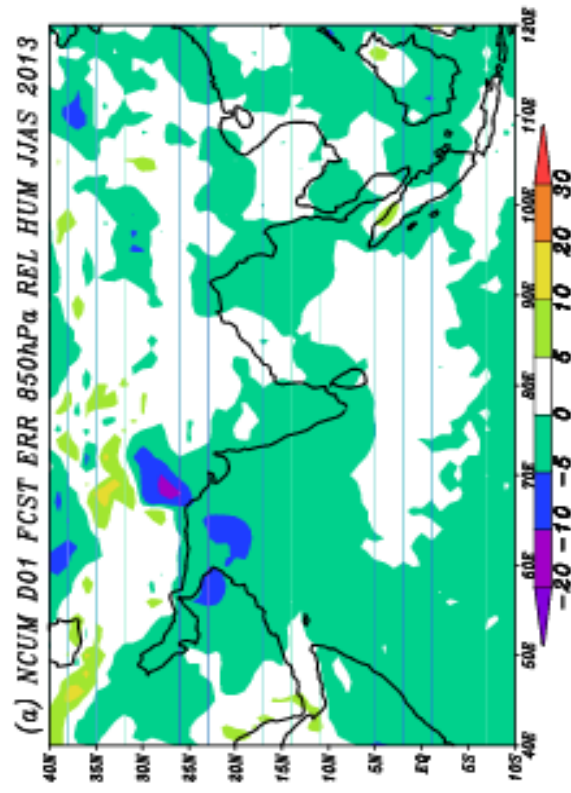 (a) NCUM D01 FCST ERR 850hPa REL HUM JJAS 2013
40N
35N
30N
25N
20N
15N
10N
5N
EQ
5S
10S
40E
50E
60E
70E
80E
90E
100E
110E
120E
-20 -10 -5 0 5 10 20 30